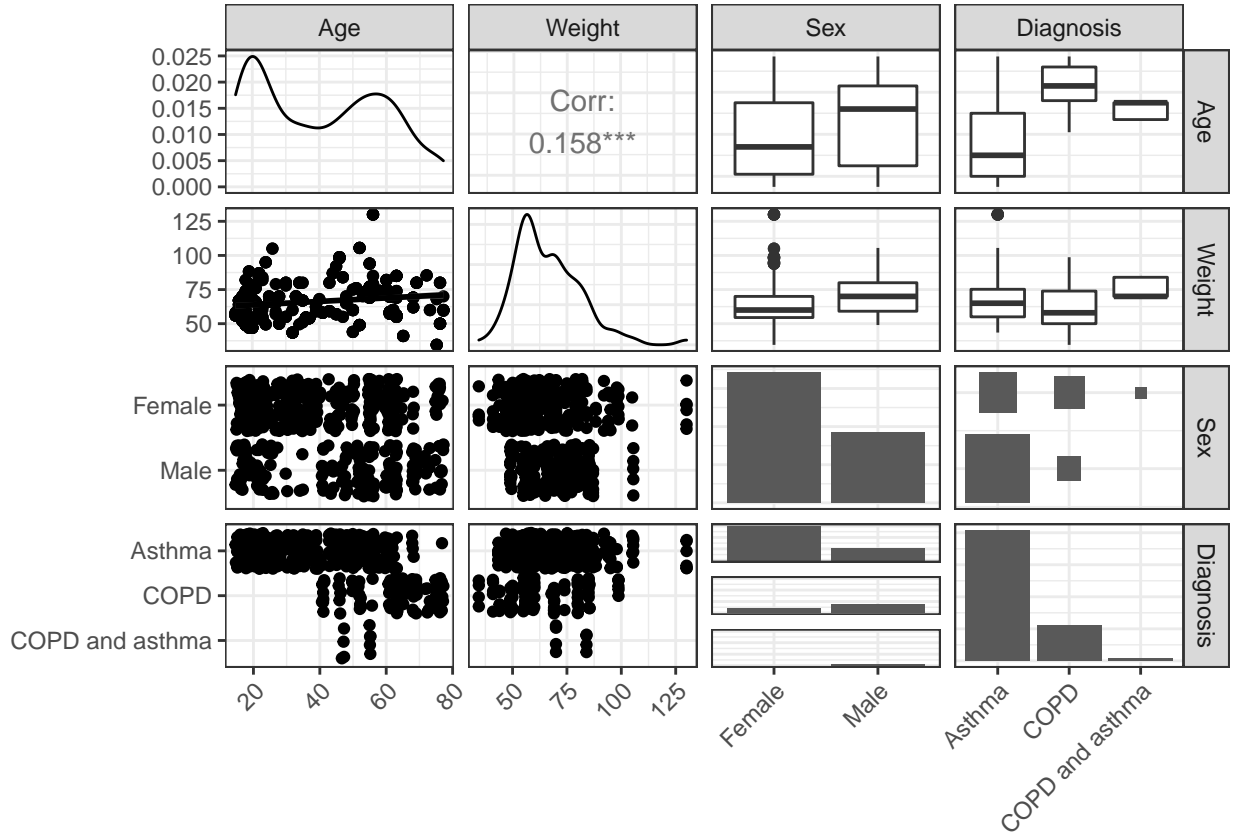 Age
Weight
Sex
Diagnosis
0.025
0.020
0.015
0.010
0.005
0.000
Corr:
0.158***
Age
125
100
75
50
Weight
Female
Male
Sex
Asthma
COPD
COPD and asthma
Diagnosis
20
40
60
80
50
75
100
125
Female
Male
Asthma
COPD
COPD and asthma